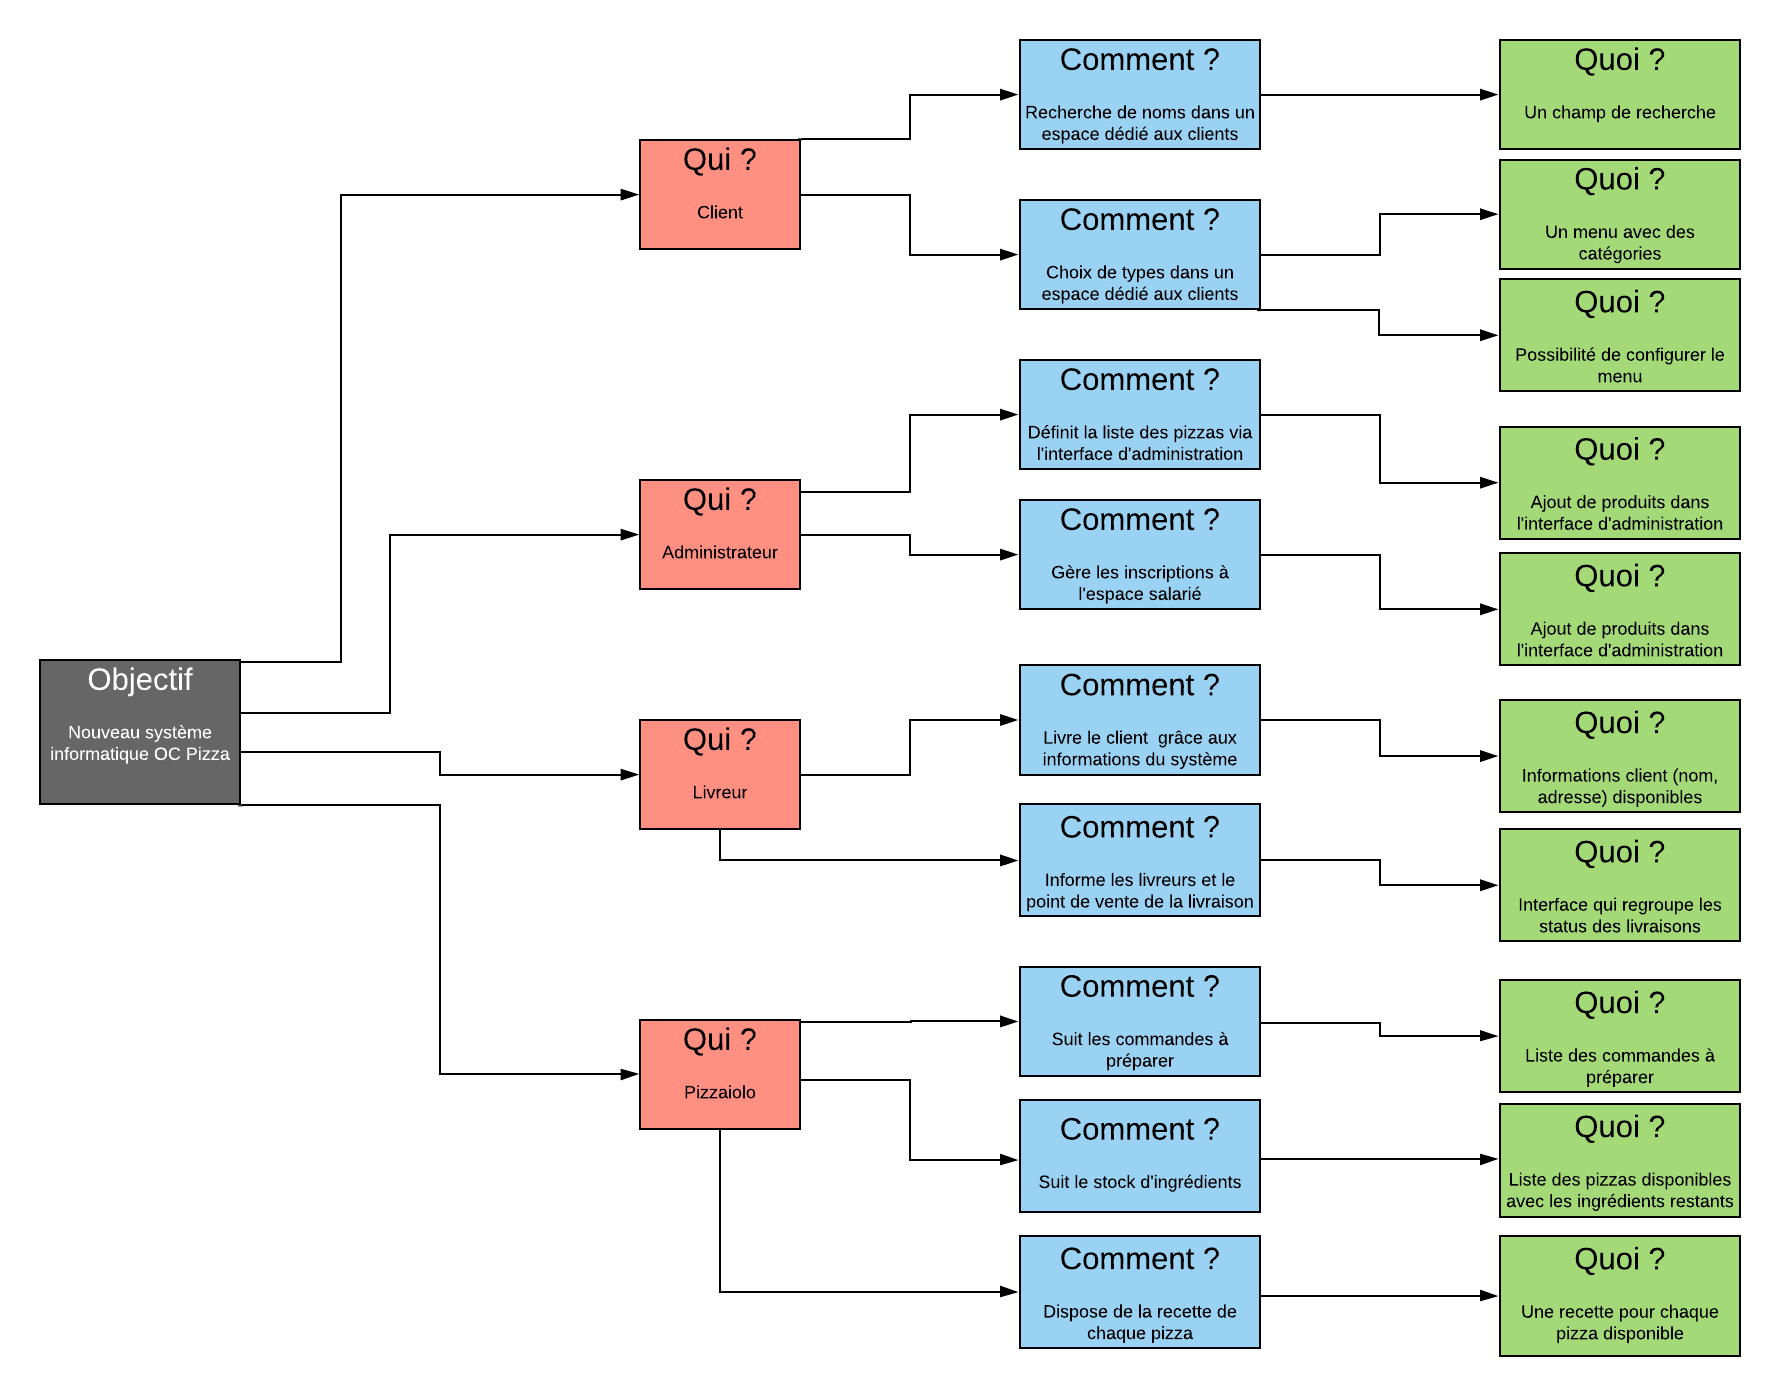 Objectif
Nouveau système
informatique OC Pizza
Qui ?
Client
Comment ?
Recherche de noms dans un
espace dédié aux clients
Quoi ?
Un champ de recherche
Comment ?
Choix de types dans un
espace dédié aux clients
Quoi ?
Un menu avec des
catégories
Quoi ?
Possibilité de configurer le
menu
Qui ?
Administrateur
Comment ?
Définit la liste des pizzas via
l'interface d'administration
Quoi ?
Ajout de produits dans
l'interface d'administration
Comment ?
Gère les inscriptions à
l'espace salarié
Quoi ?
Ajout de produits dans
l'interface d'administration
Qui ?
Livreur
Comment ?
Livre le client  grâce aux
informations du système
Quoi ?
Informations client (nom,
adresse) disponibles
Comment ?
Informe les livreurs et le
point de vente de la livraison
Quoi ?
Interface qui regroupe les
status des livraisons
Qui ?
Pizzaiolo
Comment ?
Suit les commandes à
préparer
Quoi ?
Liste des commandes à
préparer
Comment ?
Suit le stock d'ingrédients
Quoi ?
Liste des pizzas disponibles
avec les ingrédients restants
Comment ?
Dispose de la recette de
chaque pizza
Quoi ?
Une recette pour chaque
pizza disponible